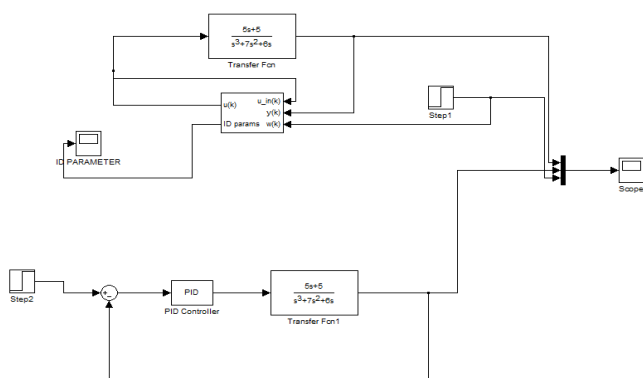 5s+5
s³+7s²+6s
Transfer Fcn
u(k)
u_in(k)
y(k)
ID params
w(k)
Step1
ID PARAMETER
Scope
Step2
+
−
PID
PID Controller
5s+5
s³+7s²+6s
Transfer Fcn1